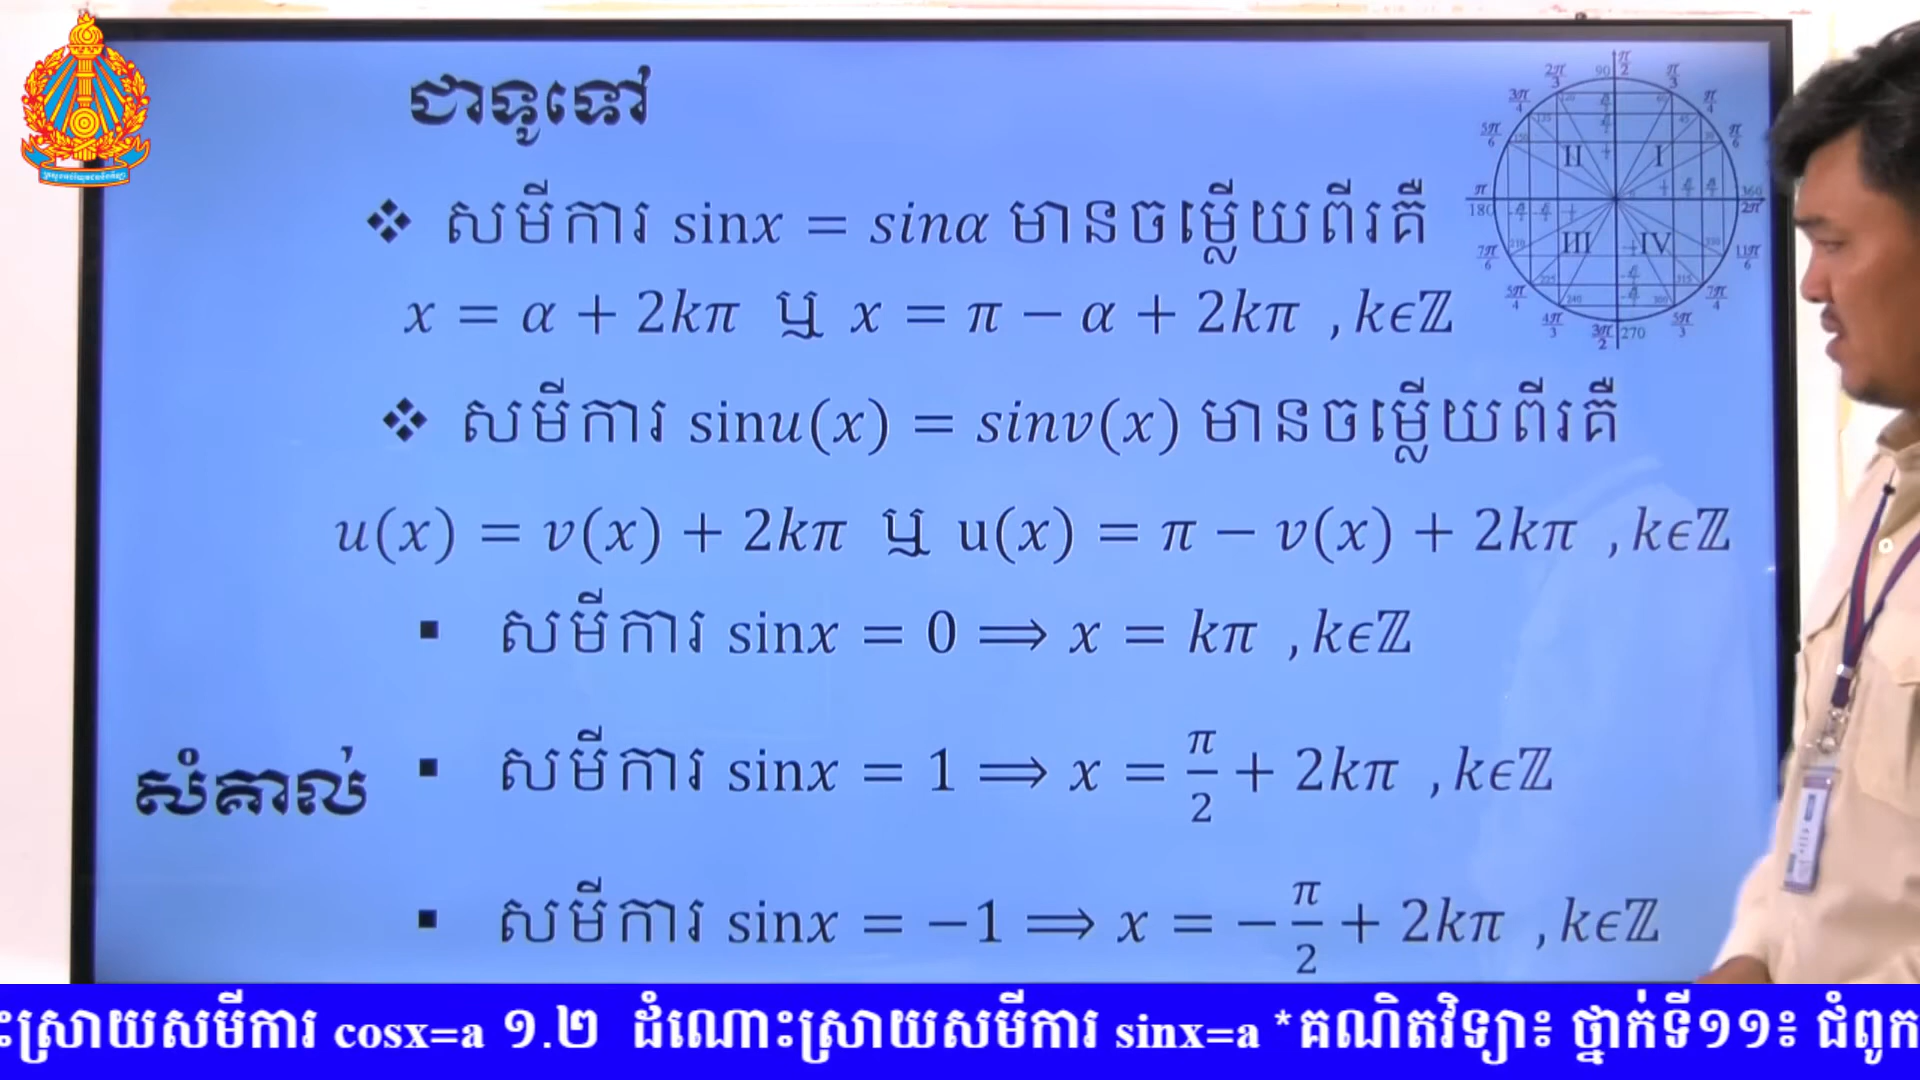 ជាទូទៅ
❖ សមីការ sinx = sinα មានចម្លើយពីរគឺ
x = α + 2kπ ឬ x = π − α + 2kπ , kϵℤ
❖ សមីការ sinu(x) = sinv(x) មានចម្លើយពីរគឺ
u(x) = v(x) + 2kπ ឬ u(x) = π − v(x) + 2kπ , kϵℤ
▪ សមីការ sinx = 0 ⟹ x = kπ , kϵℤ
សំគាល់
▪ សមីការ sinx = 1 ⟹ x = π/2 + 2kπ , kϵℤ
▪ សមីការ sinx = −1 ⟹ x = −π/2 + 2kπ , kϵℤ
ះស្រាយសមីការ cosx=a ១.២ ដំណោះស្រាយសមីការ sinx=a *គណិតវិទ្យា៖ ថ្នាក់ទី១១៖ ជំពូក